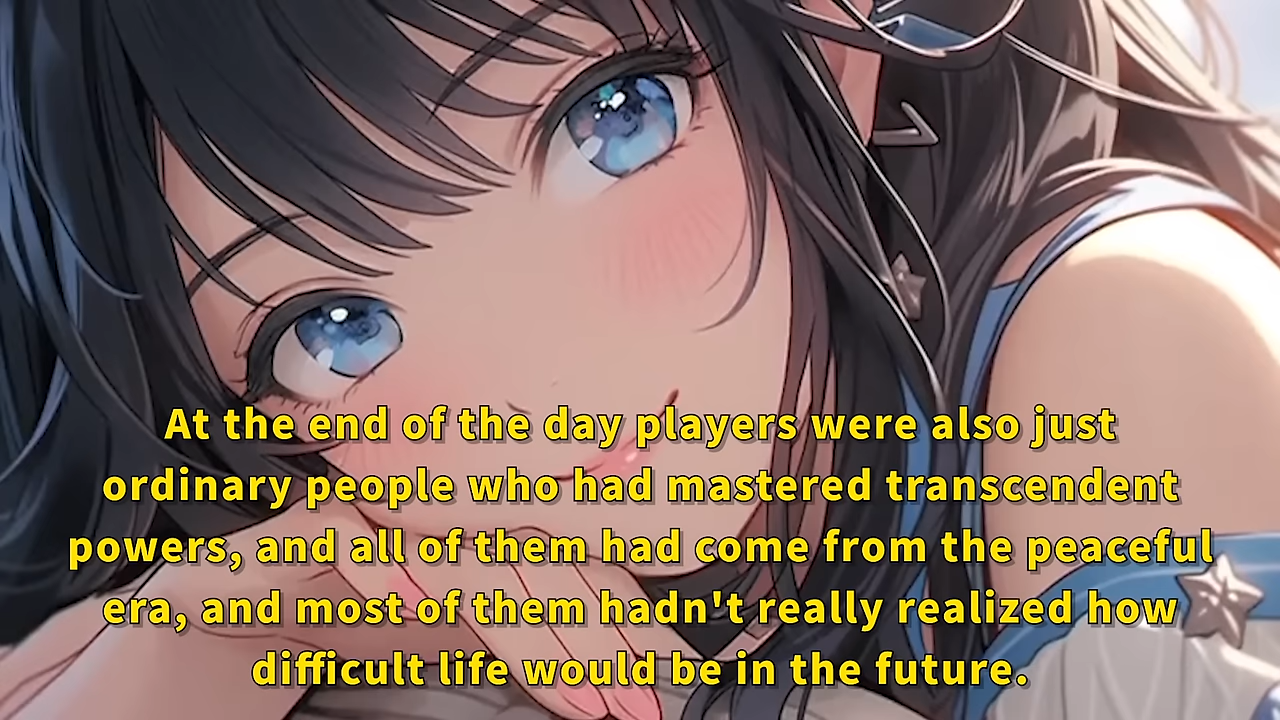 At the end of the day players were also just
ordinary people who had mastered transcendent
powers, and all of them had come from the peaceful
era, and most of them hadn't really realized how
difficult life would be in the future.